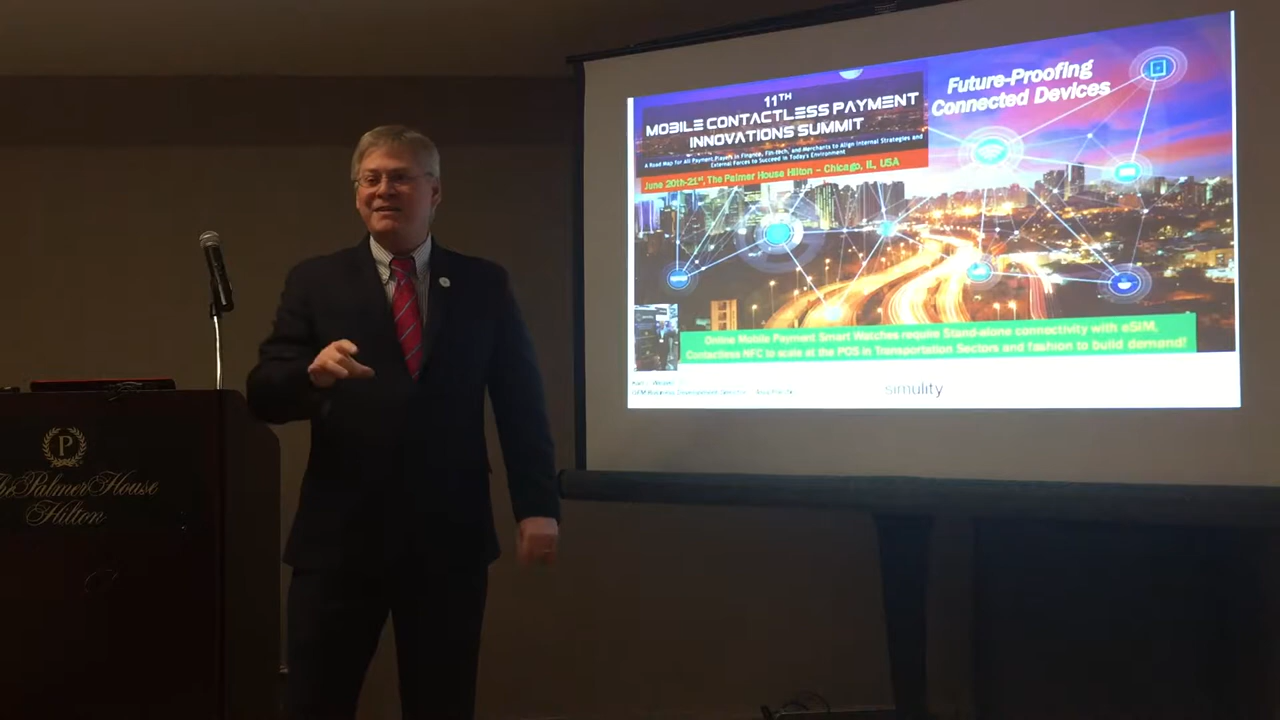 11TH
MOBILE CONTACTLESS PAYMENT
INNOVATIONS SUMMIT
A Road Map for All Payment Players in Finance, Fin-tech, and Merchants to Align Internal Strategies and
External Forces to Succeed in Today's Environment
June 20th-21st, The Palmer House Hilton – Chicago, IL, USA
Future-Proofing
Connected Devices
Online Mobile Payment Smart Watches require Stand-alone connectivity with eSIM,
Contactless NFC to scale at the POS in Transportation Sectors and fashion to build demand!
simulity
P
The Palmer House
Hilton